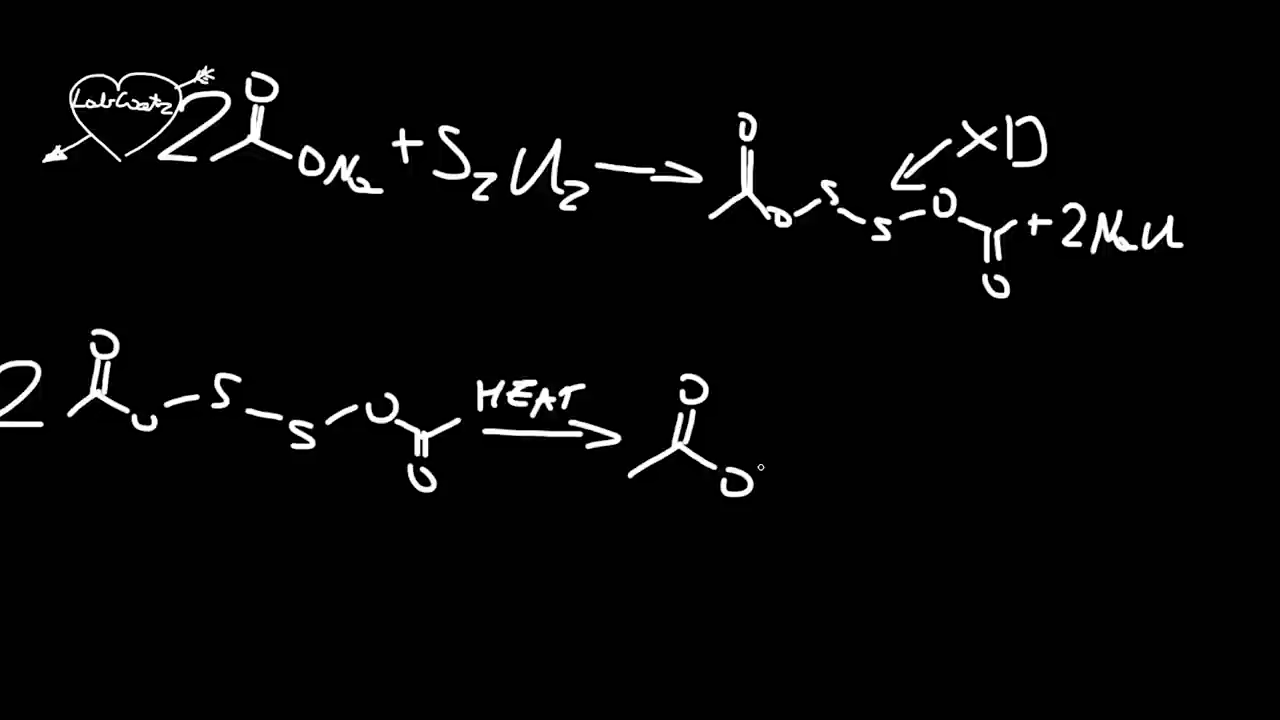 LabCoatz
2 O ONa + S2Cl2 → O O S S O O + 2NaCl
XD
2 O O S S O O HEAT → O O